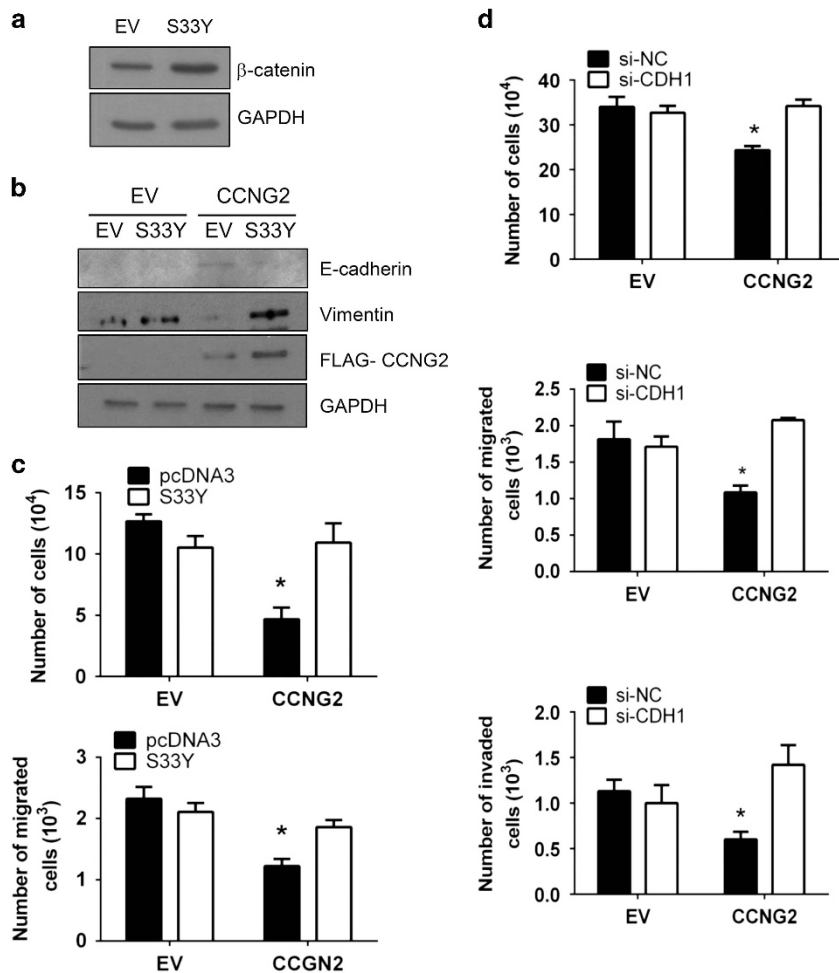 a
EV S33Y
β-catenin
GAPDH
b
EV CCNG2
EV S33Y EV S33Y
E-cadherin
Vimentin
FLAG- CCNG2
GAPDH
c
pcDNA3
S33Y
Number of cells (10⁴)
15
10
5
0
EV CCNG2
*
pcDNA3
S33Y
Number of migrated
cells (10³)
3
2
1
0
EV CCGN2
*
d
si-NC
si-CDH1
Number of cells (10⁴)
40
30
20
10
0
EV CCNG2
*
si-NC
si-CDH1
Number of migrated
cells (10³)
2.5
2.0
1.5
1.0
0.5
0.0
EV CCNG2
*
si-NC
si-CDH1
Number of invaded
cells (10³)
2.0
1.5
1.0
0.5
0.0
EV CCNG2
*